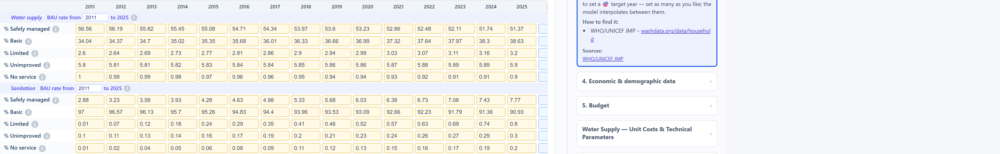 2011 2012 2013 2014 2015 2016 2017 2018 2019 2020 2021 2022 2023 2024 2025
Water supply BAU rate from 2011 to 2025 i
% Safely managed i 56.56 56.19 55.82 55.45 55.08 54.71 54.34 53.97 53.6 53.23 52.86 52.48 52.11 51.74 51.37
% Basic i 34.04 34.37 34.7 35.02 35.35 35.68 36.01 36.33 36.66 36.99 37.32 37.64 37.97 38.3 38.63
% Limited i 2.6 2.64 2.69 2.73 2.77 2.81 2.86 2.9 2.94 2.99 3.03 3.07 3.11 3.16 3.2
% Unimproved i 5.8 5.81 5.81 5.82 5.83 5.84 5.84 5.85 5.86 5.86 5.87 5.88 5.89 5.89 5.9
% No service i 1 0.99 0.99 0.98 0.97 0.96 0.96 0.95 0.94 0.94 0.93 0.92 0.91 0.91 0.9
Sanitation BAU rate from 2011 to 2025 i
% Safely managed i 2.88 3.23 3.58 3.93 4.28 4.63 4.98 5.33 5.68 6.03 6.38 6.73 7.08 7.43 7.77
% Basic i 97 96.57 96.13 95.7 95.26 94.83 94.4 93.96 93.53 93.09 92.66 92.23 91.79 91.36 90.93
% Limited i 0.01 0.07 0.12 0.18 0.24 0.29 0.35 0.41 0.46 0.52 0.57 0.63 0.69 0.74 0.8
% Unimproved i 0.1 0.11 0.13 0.14 0.16 0.17 0.19 0.2 0.21 0.23 0.24 0.26 0.27 0.29 0.3
% No service i 0.01 0.02 0.04 0.05 0.06 0.08 0.09 0.11 0.12 0.13 0.15 0.16 0.17 0.19 0.2
to set a 🎯 target year — set as many as you like; the
model interpolates between them.
How to find it:
• WHO/UNICEF JMP – washdata.org/data/househol
d
Sources:
WHO/UNICEF JMP
4. Economic & demographic data ›
5. Budget ›
Water Supply — Unit Costs & Technical
Parameters ›